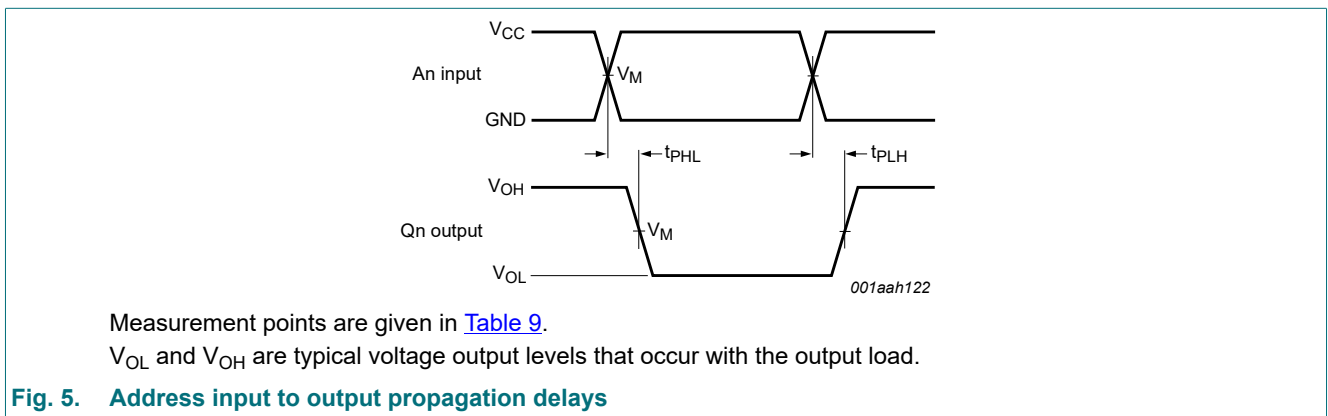 VCC
An input
VM
GND
tPHL
tPLH
VOH
Qn output
VM
VOL
001aah122
Measurement points are given in Table 9.
VOL and VOH are typical voltage output levels that occur with the output load.
Fig. 5. Address input to output propagation delays